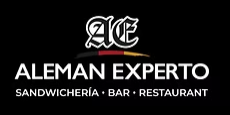 AE
ALEMAN EXPERTO
SANDWICHERÍA • BAR • RESTAURANT